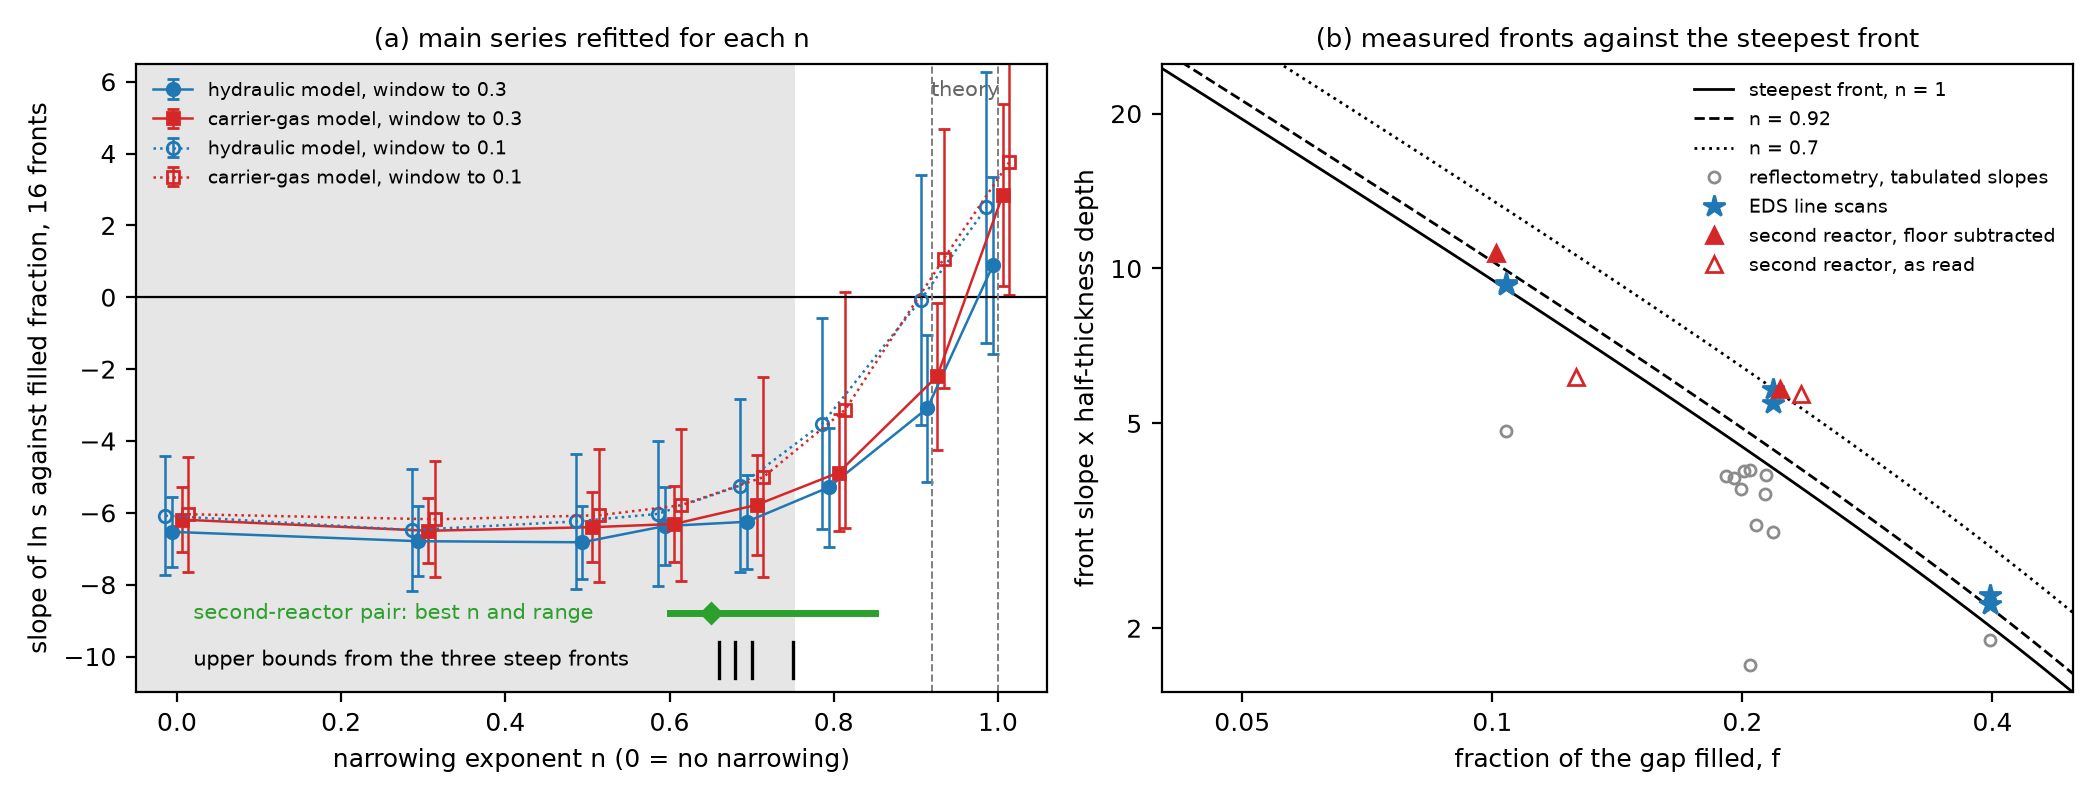 (a) main series refitted for each n
slope of ln s against filled fraction, 16 fronts
6
4
2
0
−2
−4
−6
−8
−10
hydraulic model, window to 0.3
carrier-gas model, window to 0.3
hydraulic model, window to 0.1
carrier-gas model, window to 0.1
theory
second-reactor pair: best n and range
upper bounds from the three steep fronts
0.0
0.2
0.4
0.6
0.8
1.0
narrowing exponent n (0 = no narrowing)
(b) measured fronts against the steepest front
front slope x half-thickness depth
20
10
5
2
steepest front, n = 1
n = 0.92
n = 0.7
reflectometry, tabulated slopes
EDS line scans
second reactor, floor subtracted
second reactor, as read
0.05
0.1
0.2
0.4
fraction of the gap filled, f